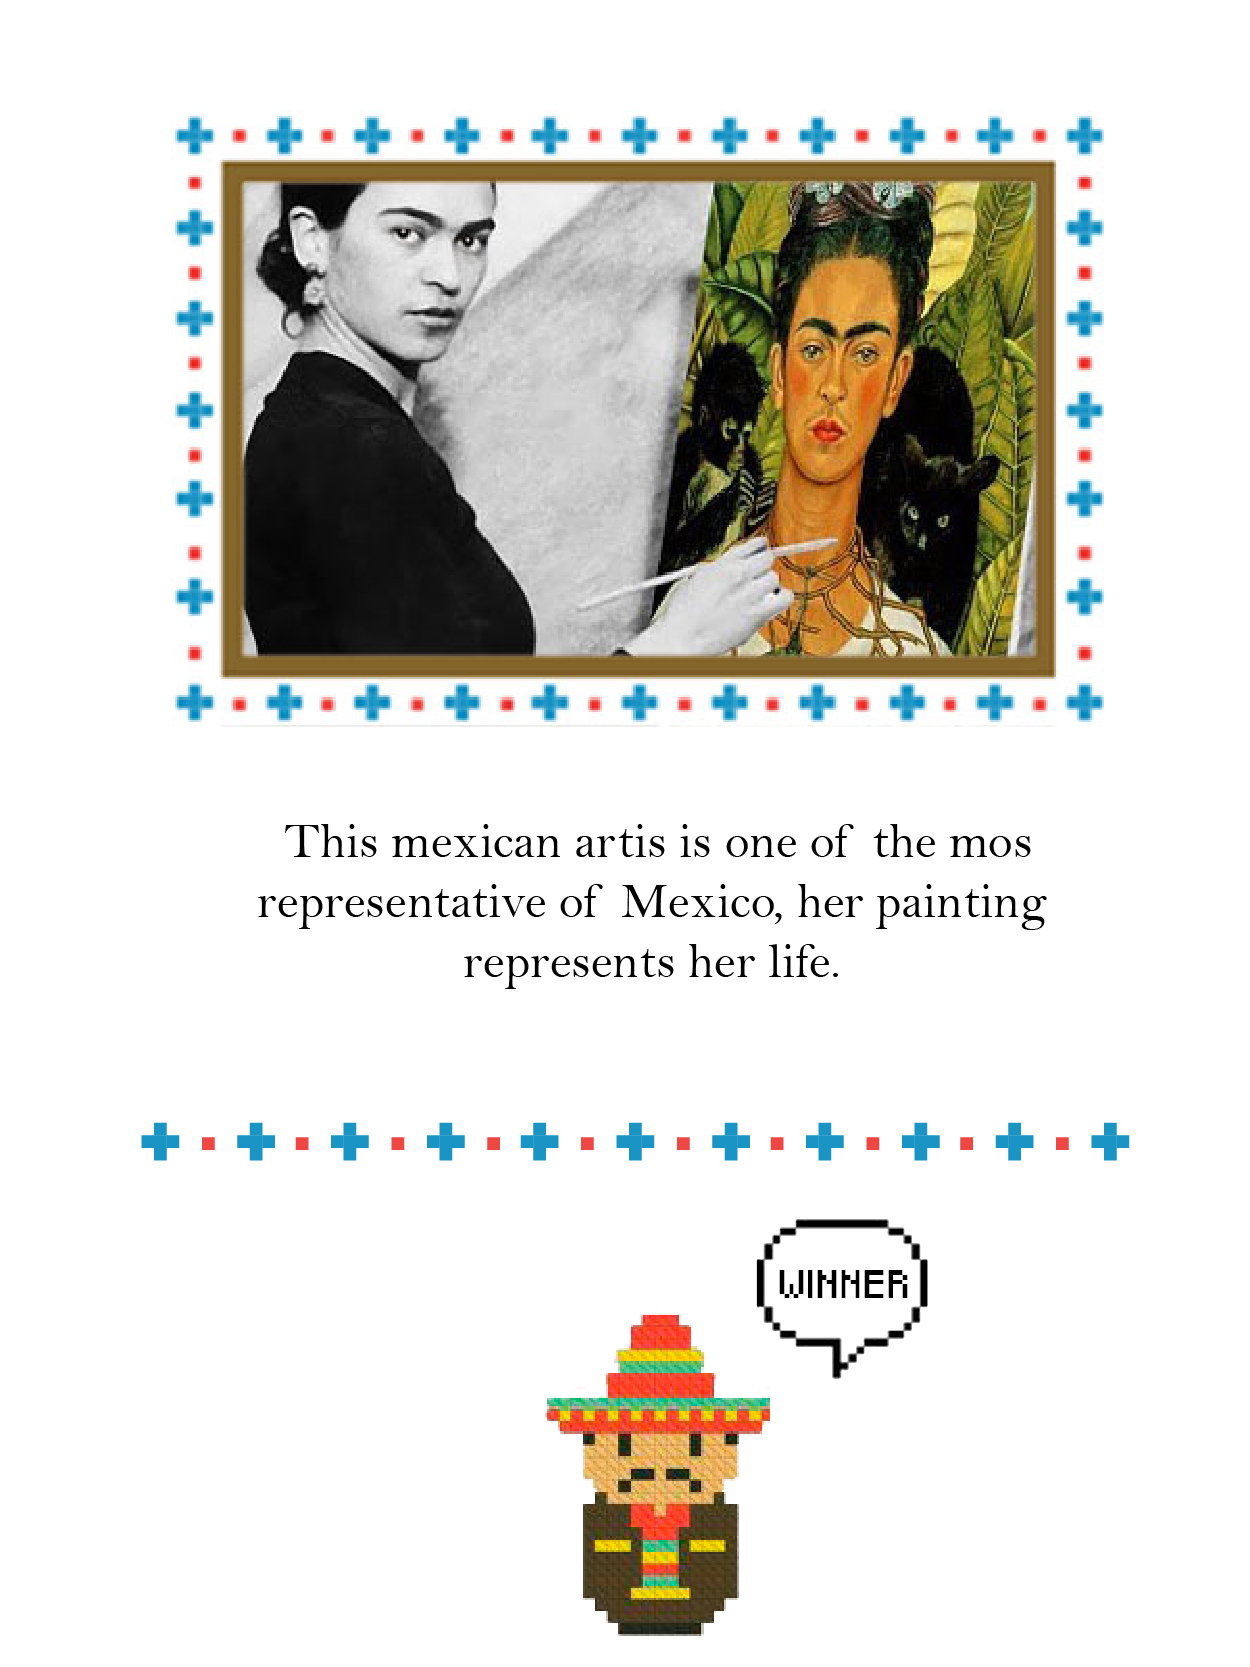 This mexican artis is one of the mos
representative of Mexico, her painting
represents her life.
WINNER